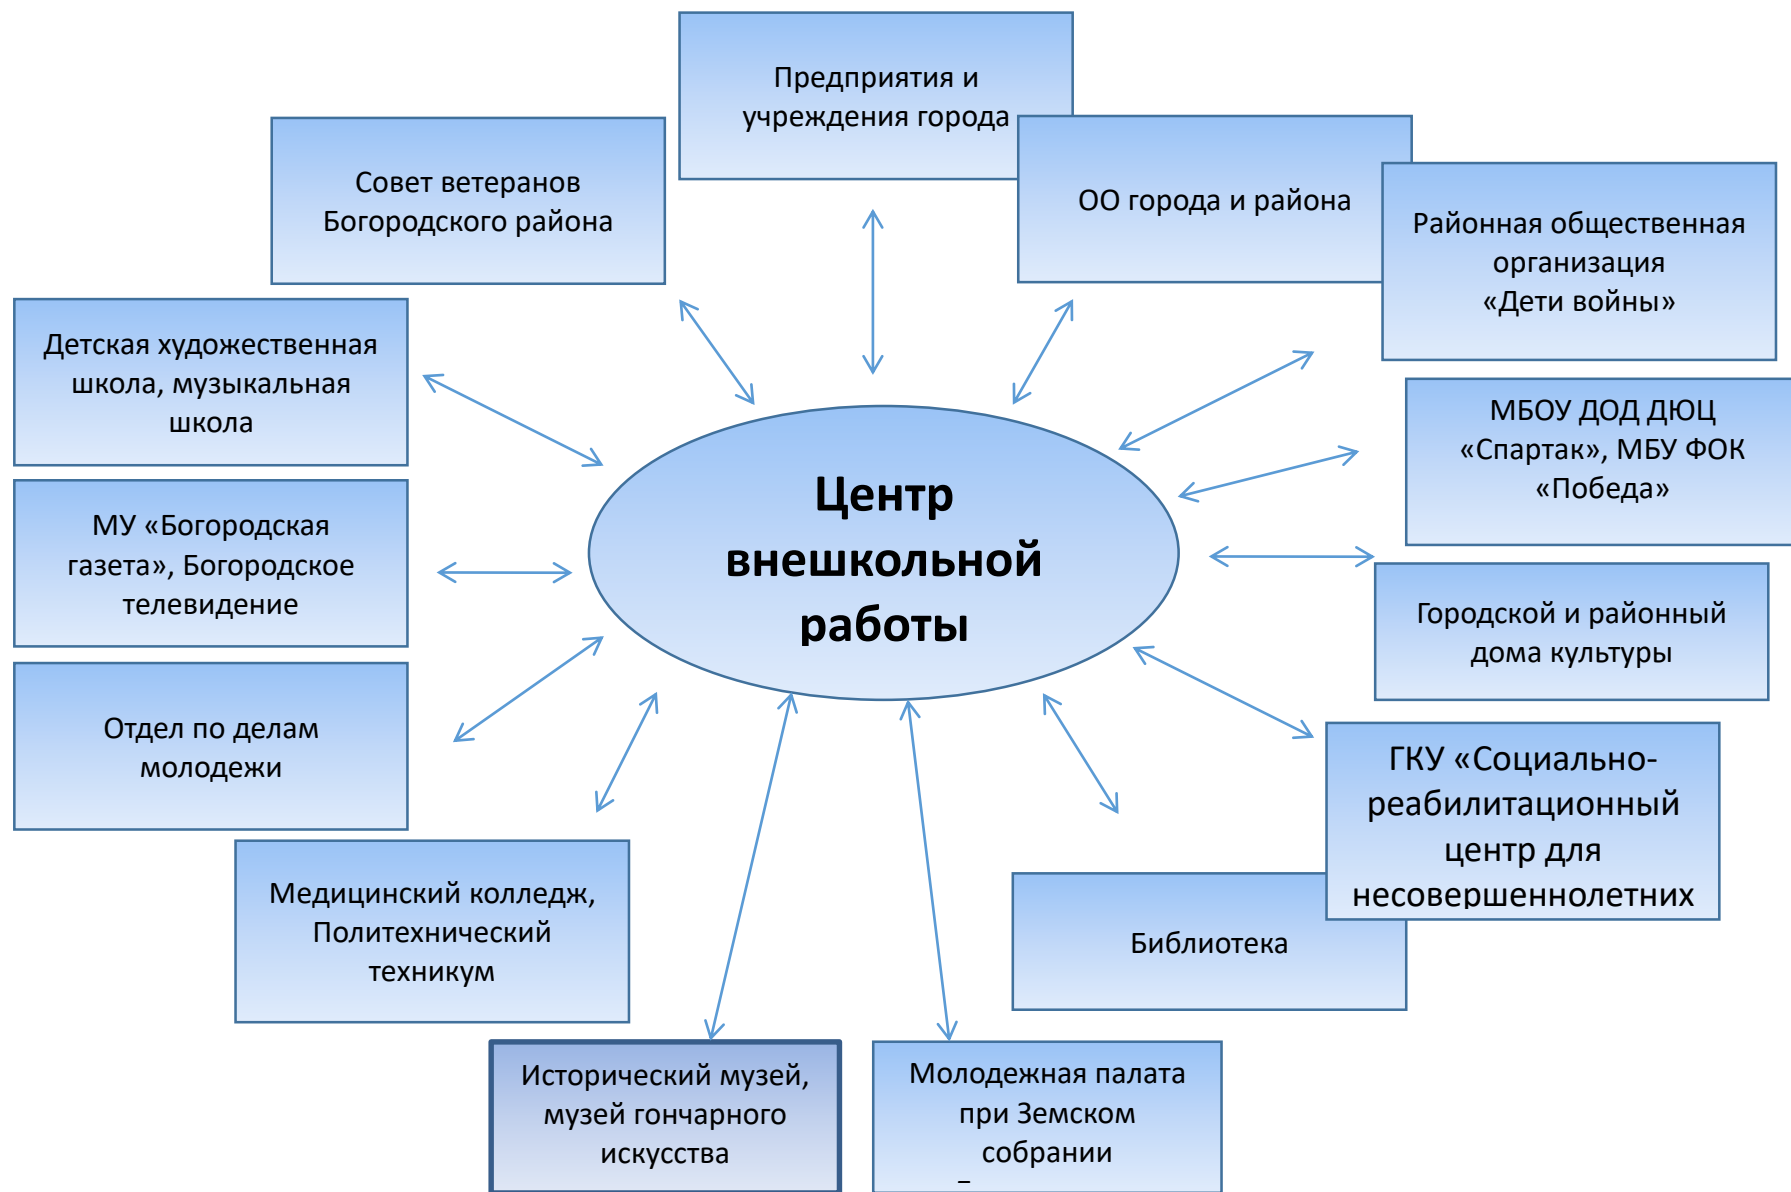 Предприятия и
учреждения города
Совет ветеранов
Богородского района
ОО города и района
Районная общественная
организация
«Дети войны»
Детская художественная
школа, музыкальная
школа
МБОУ ДОД ДЮЦ
«Спартак», МБУ ФОК
«Победа»
Центр
внешкольной
работы
МУ «Богородская
газета», Богородское
телевидение
Городской и районный
дома культуры
Отдел по делам
молодежи
ГКУ «Социально-
реабилитационный
центр для
несовершеннолетних
Медицинский колледж,
Политехнический
техникум
Библиотека
Исторический музей,
музей гончарного
искусства
Молодежная палата
при Земском
собрании